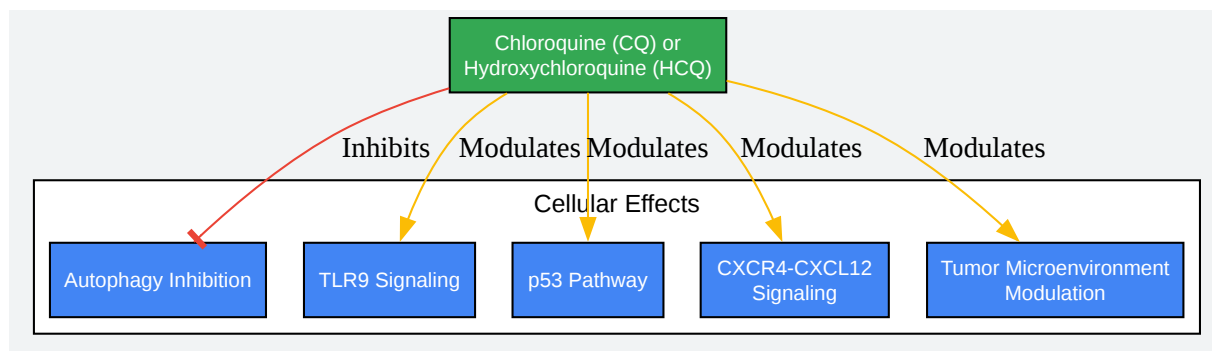 Chloroquine (CQ) or
Hydroxychloroquine (HCQ)
Inhibits
Modulates
Modulates
Modulates
Modulates
Cellular Effects
Autophagy Inhibition
TLR9 Signaling
p53 Pathway
CXCR4-CXCL12
Signaling
Tumor Microenvironment
Modulation